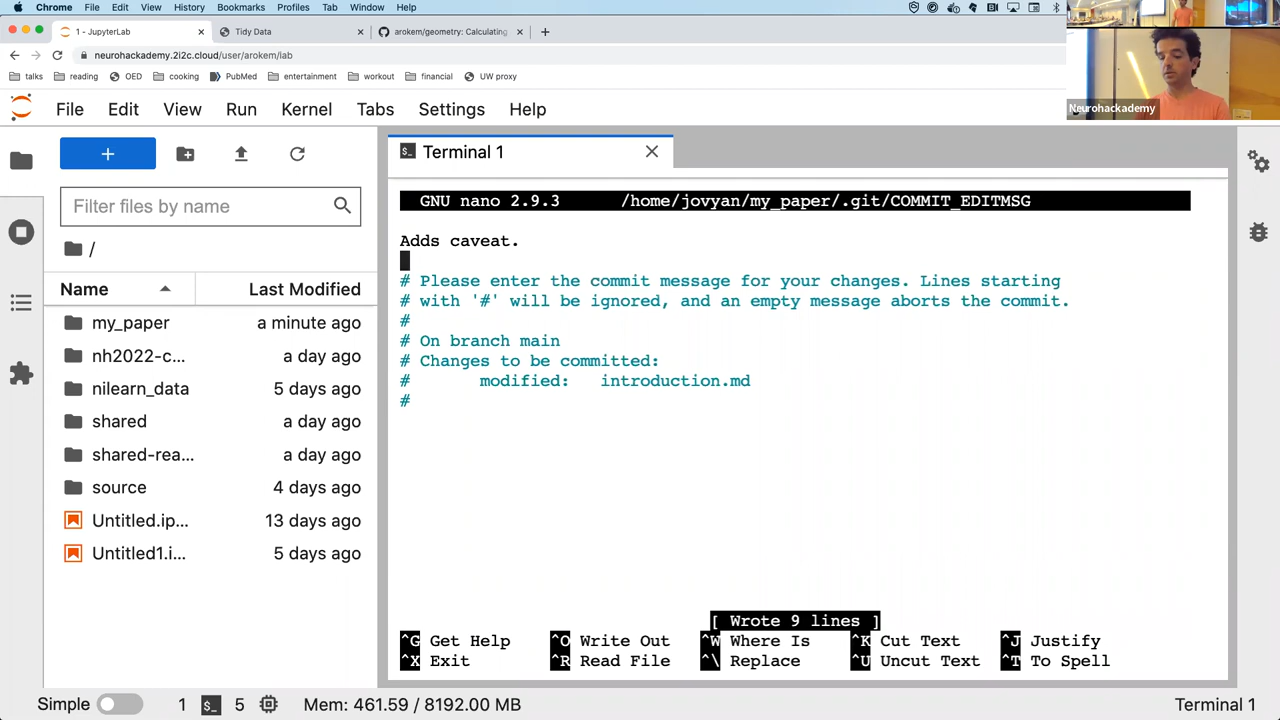 Chrome File Edit View History Bookmarks Profiles Tab Window Help
1 - JupyterLab Tidy Data arokem/geometry: Calculating
neurohackademy.2i2c.cloud/user/arokem/lab
talks reading OED cooking PubMed entertainment workout financial UW proxy
Neurohackademy
File Edit View Run Kernel Tabs Settings Help
Terminal 1
Filter files by name
/
Name Last Modified
my_paper a minute ago
nh2022-c... a day ago
nilearn_data 5 days ago
shared a day ago
shared-rea... a day ago
source 4 days ago
Untitled.ip... 13 days ago
Untitled1.i... 5 days ago
GNU nano 2.9.3 /home/jovyan/my_paper/.git/COMMIT_EDITMSG
Adds caveat.
# Please enter the commit message for your changes. Lines starting
# with '#' will be ignored, and an empty message aborts the commit.
#
# On branch main
# Changes to be committed:
# modified: introduction.md
#
[ Wrote 9 lines ]
^G Get Help ^O Write Out ^W Where Is ^K Cut Text ^J Justify
^X Exit ^R Read File ^\ Replace ^U Uncut Text ^T To Spell
Simple 1 5 Mem: 461.59 / 8192.00 MB Terminal 1